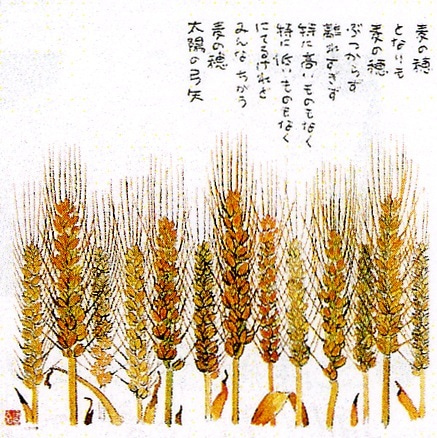 麦の穂
となりも
麦の穂
ぶつからず
離れすぎず
特に高いものもなく
特に低いものもなく
にてるけれど
みんなちがう
麦の穂
太陽の弓矢